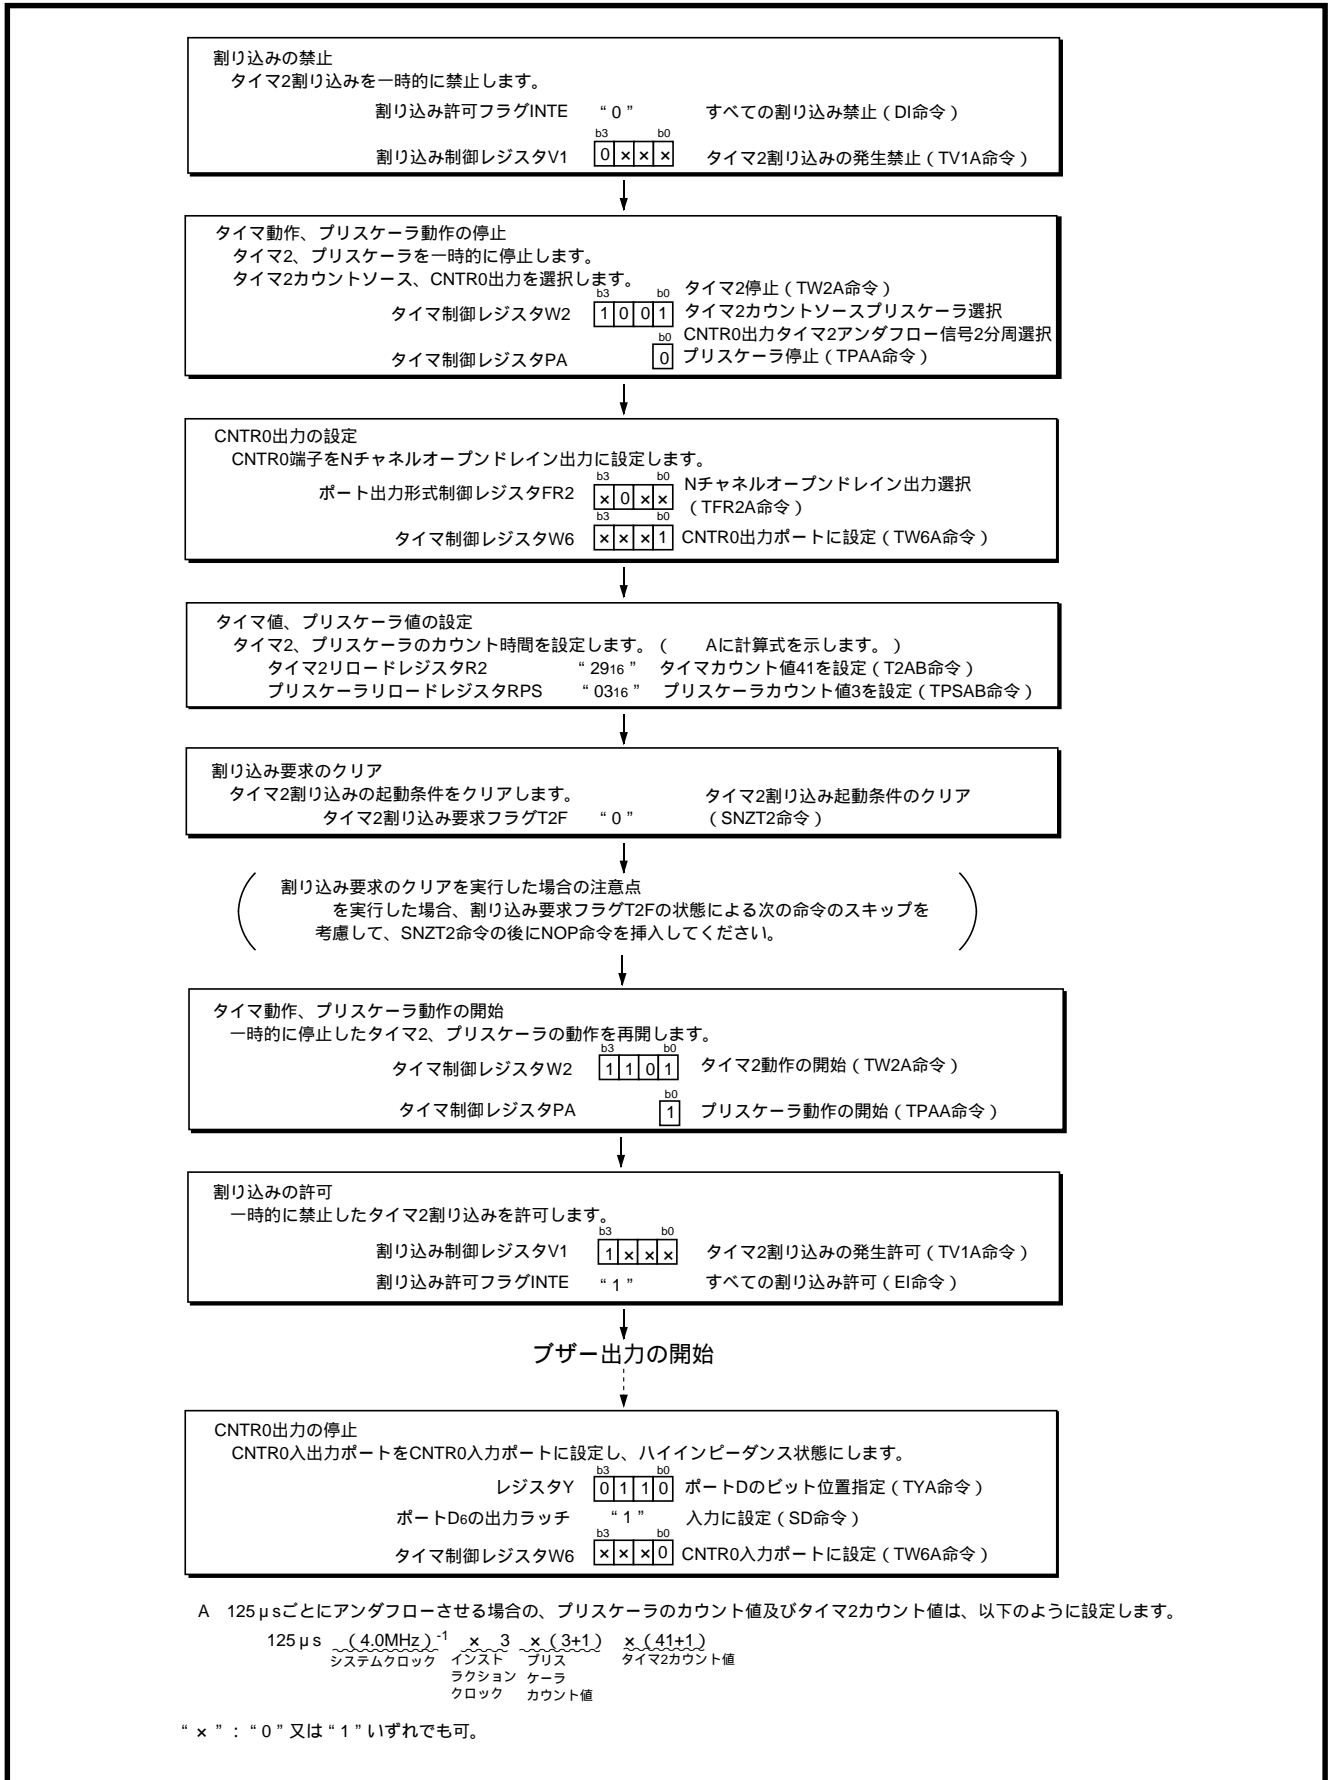 割り込みの禁止
タイマ2割り込みを一時的に禁止します。
割り込み許可フラグINTE “ 0 ” すべての割り込み禁止（DI命令）
b3 b0
割り込み制御レジスタV1 0 × × × タイマ2割り込みの発生禁止（TV1A命令）
タイマ動作、プリスケーラ動作の停止
タイマ2、プリスケーラを一時的に停止します。
タイマ2カウントソース、CNTR0出力を選択します。
b3 b0 タイマ2停止（TW2A命令）
タイマ制御レジスタW2 1 0 0 1 タイマ2カウントソースプリスケーラ選択
CNTR0出力タイマ2アンダフロー信号2分周選択
b0
タイマ制御レジスタPA 0 プリスケーラ停止（TPAA命令）
CNTR0出力の設定
CNTR0端子をNチャネルオープンドレイン出力に設定します。
b3 b0
ポート出力形式制御レジスタFR2 × 0 × × Nチャネルオープンドレイン出力選択
（TFR2A命令）
b3 b0
タイマ制御レジスタW6 × × × 1 CNTR0出力ポートに設定（TW6A命令）
タイマ値、プリスケーラ値の設定
タイマ2、プリスケーラのカウント時間を設定します。（ Aに計算式を示します。）
タイマ2リロードレジスタR2 “ 2916 ” タイマカウント値41を設定（T2AB命令）
プリスケーラリロードレジスタRPS “ 0316 ” プリスケーラカウント値3を設定（TPSAB命令）
割り込み要求のクリア
タイマ2割り込みの起動条件をクリアします。 タイマ2割り込み起動条件のクリア
タイマ2割り込み要求フラグT2F “ 0 ” （SNZT2命令）
割り込み要求のクリアを実行した場合の注意点
を実行した場合、割り込み要求フラグT2Fの状態による次の命令のスキップを
考慮して、SNZT2命令の後にNOP命令を挿入してください。
タイマ動作、プリスケーラ動作の開始
一時的に停止したタイマ2、プリスケーラの動作を再開します。
b3 b0
タイマ制御レジスタW2 1 1 0 1 タイマ2動作の開始（TW2A命令）
b0
タイマ制御レジスタPA 1 プリスケーラ動作の開始（TPAA命令）
割り込みの許可
一時的に禁止したタイマ2割り込みを許可します。
b3 b0
割り込み制御レジスタV1 1 × × × タイマ2割り込みの発生許可（TV1A命令）
割り込み許可フラグINTE “ 1 ” すべての割り込み許可（EI命令）
ブザー出力の開始
CNTR0出力の停止
CNTR0入出力ポートをCNTR0入力ポートに設定し、ハイインピーダンス状態にします。
b3 b0
レジスタY 0 1 1 0 ポートDのビット位置指定（TYA命令）
ポートD6の出力ラッチ “ 1 ” 入力に設定（SD命令）
b3 b0
タイマ制御レジスタW6 × × × 0 CNTR0入力ポートに設定（TW6A命令）
A 125μsごとにアンダフローさせる場合の、プリスケーラのカウント値及びタイマ2カウント値は、以下のように設定します。
125μs （4.0MHz）-1 × 3 ×（3+1） ×（41+1）
システムクロック インスト プリス タイマ2カウント値
ラクション ケーラ
クロック カウント値
“ × ” : “ 0 ” 又は “ 1 ” いずれでも可。